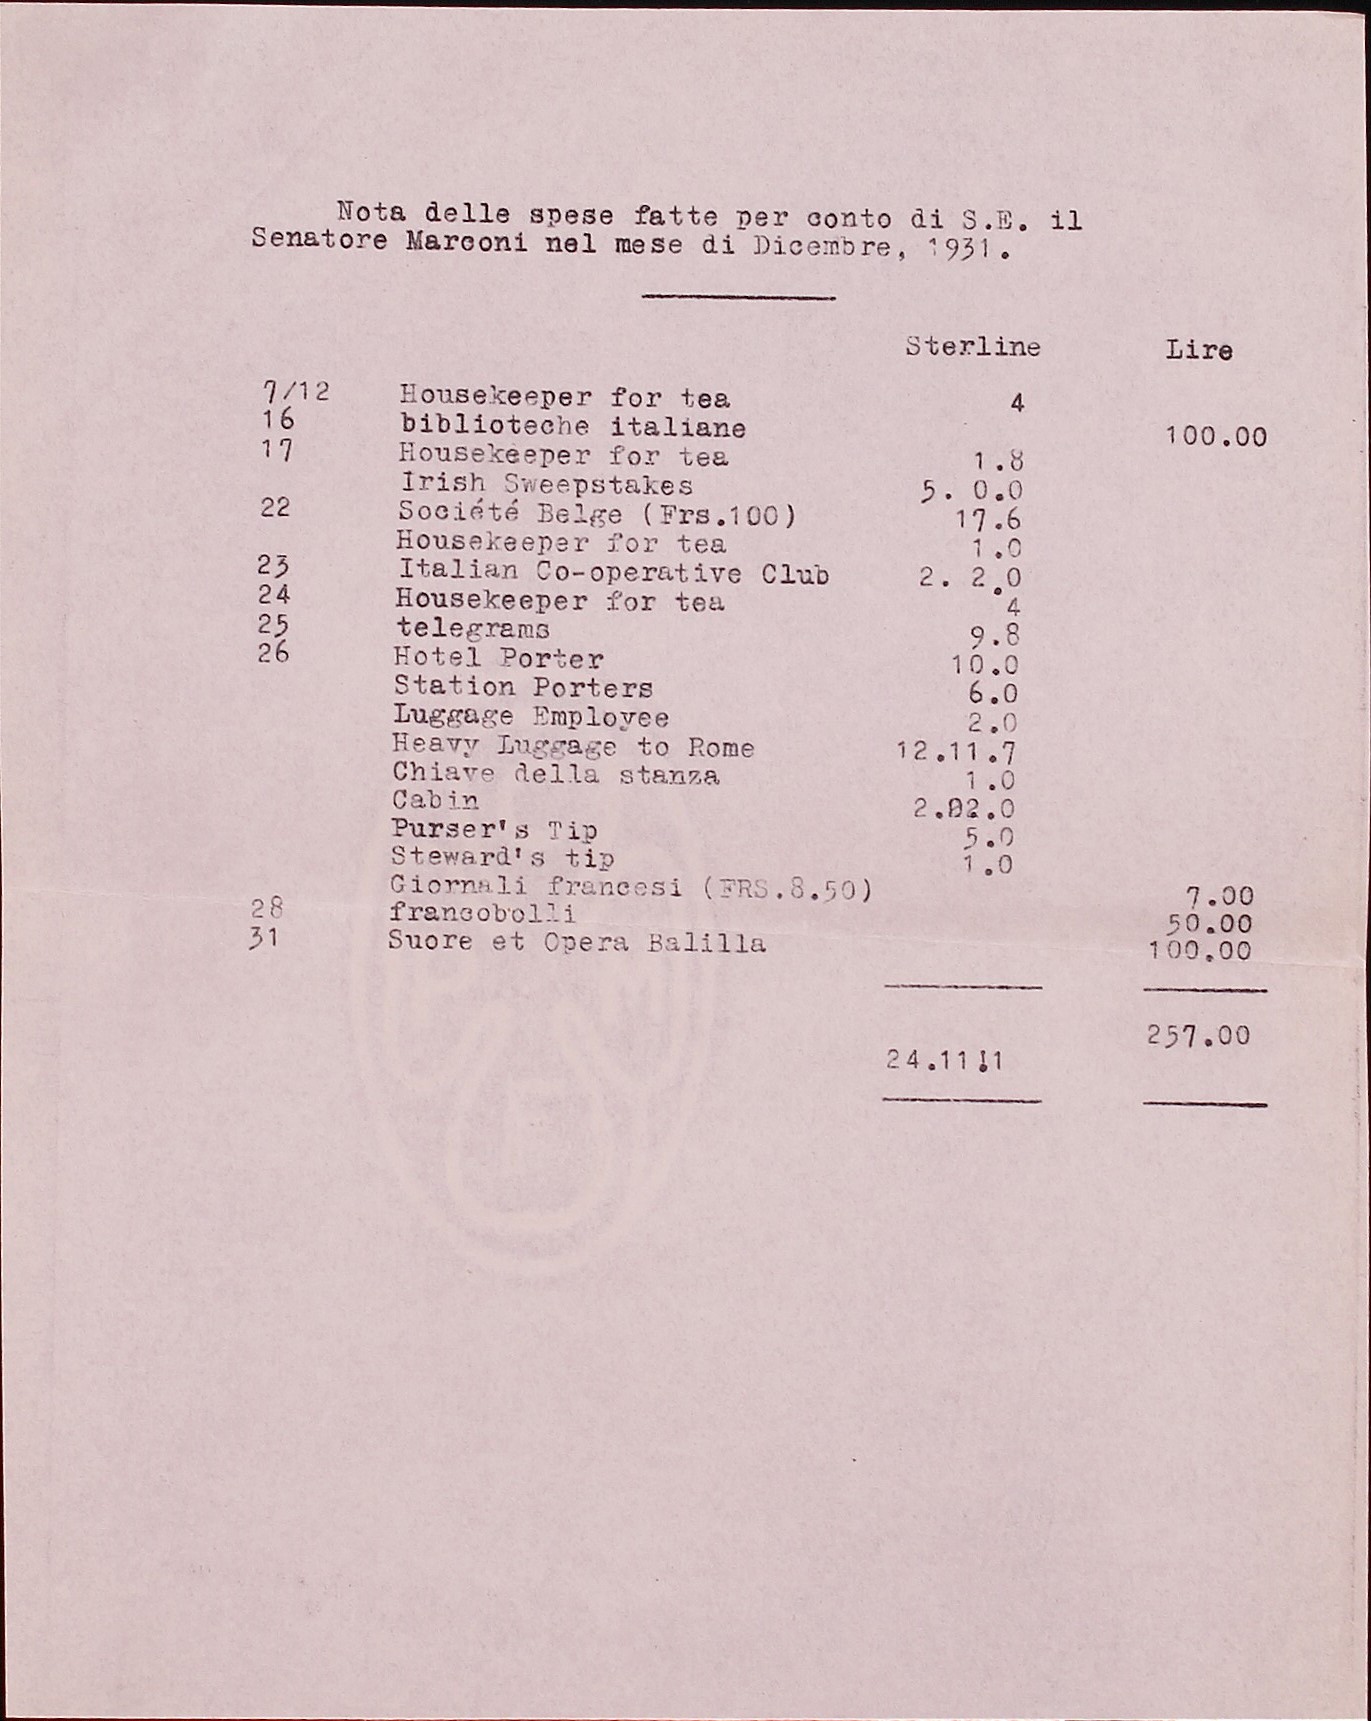 Nota delle spese fatte per conto di S.E. il
Senatore Marconi nel mese di Dicembre, 1931.
Sterline Lire
7/12 Housekeeper for tea 4
16 biblioteche italiane 100.00
17 Housekeeper for tea 1.8
Irish Sweepstakes 5. 0.0
22 Société Belge (Frs.100) 17.6
Housekeeper for tea 1.0
23 Italian Co-operative Club 2. 2.0
24 Housekeeper for tea 4
25 telegrams 9.8
26 Hotel Porter 10.0
Station Porters 6.0
Luggage Employee 2.0
Heavy Luggage to Rome 12.11.7
Chiave della stanza 1.0
Cabin
Purser's Tip 5.0
Steward's tip 1.0
Giornali francesi (FRS.8.50) 7.00
28 francobolli 50.00
31 Suore et Opera Balilla 100.00
257.00
24.11.1